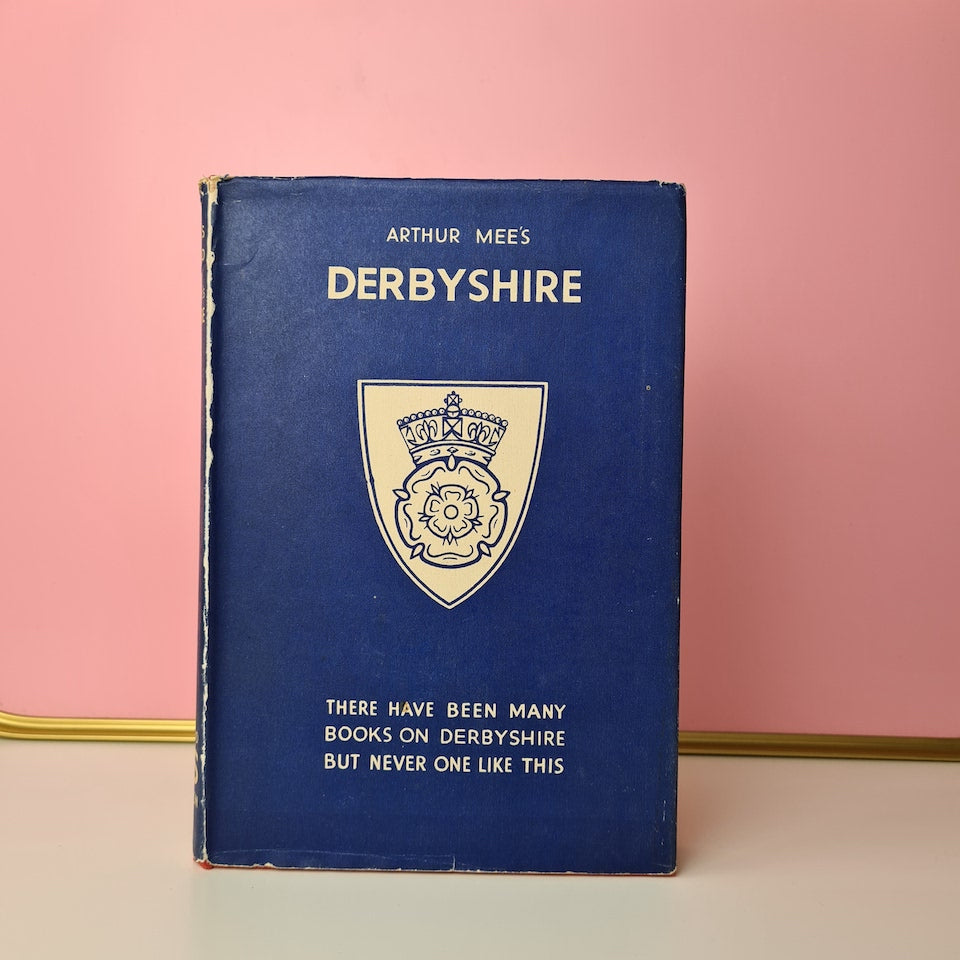 ARTHUR MEE'S
DERBYSHIRE
THERE HAVE BEEN MANY
BOOKS ON DERBYSHIRE
BUT NEVER ONE LIKE THIS